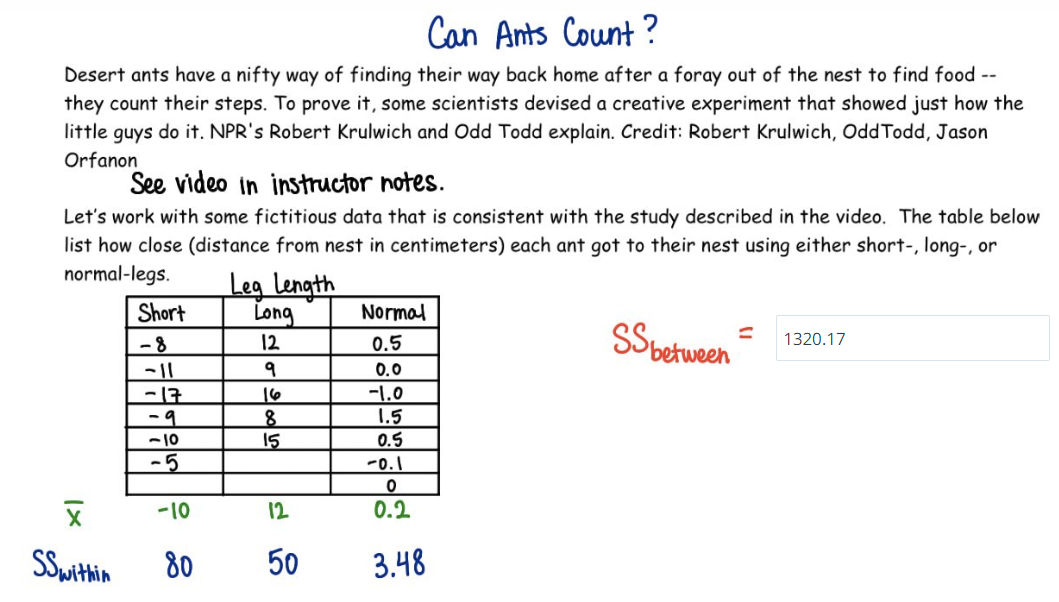 Can Ants Count?
Desert ants have a nifty way of finding their way back home after a foray out of the nest to find food --
they count their steps. To prove it, some scientists devised a creative experiment that showed just how the
little guys do it. NPR's Robert Krulwich and Odd Todd explain. Credit: Robert Krulwich, OddTodd, Jason
Orfanon
See video in instructor notes.
Let's work with some fictitious data that is consistent with the study described in the video. The table below
list how close (distance from nest in centimeters) each ant got to their nest using either short-, long-, or
normal-legs.
Leg Length
Short Long Normal
-8 12 0.5
-11 9 0.0
-17 16 -1.0
-9 8 1.5
-10 15 0.5
-5 -0.1
0
x̄ -10 12 0.2
SSwithin 80 50 3.48
SSbetween = 1320.17